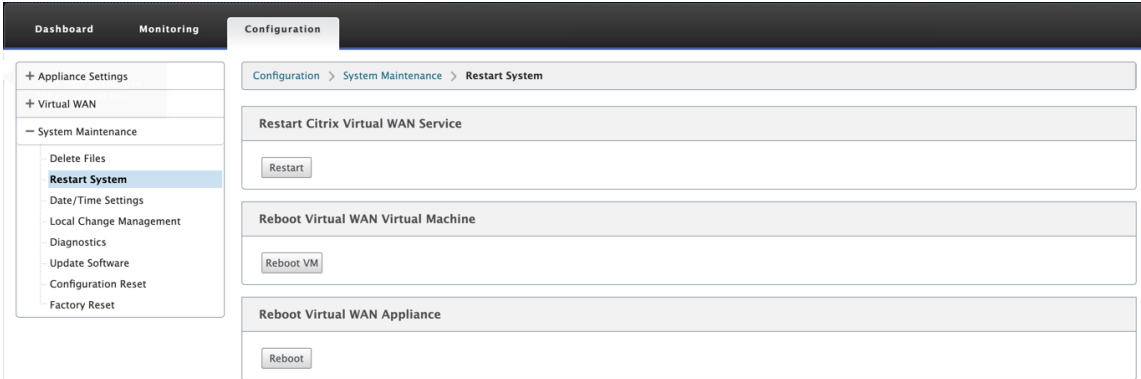 Dashboard Monitoring Configuration
+ Appliance Settings
+ Virtual WAN
− System Maintenance
Delete Files
Restart System
Date/Time Settings
Local Change Management
Diagnostics
Update Software
Configuration Reset
Factory Reset
Configuration > System Maintenance > Restart System
Restart Citrix Virtual WAN Service
Restart
Reboot Virtual WAN Virtual Machine
Reboot VM
Reboot Virtual WAN Appliance
Reboot